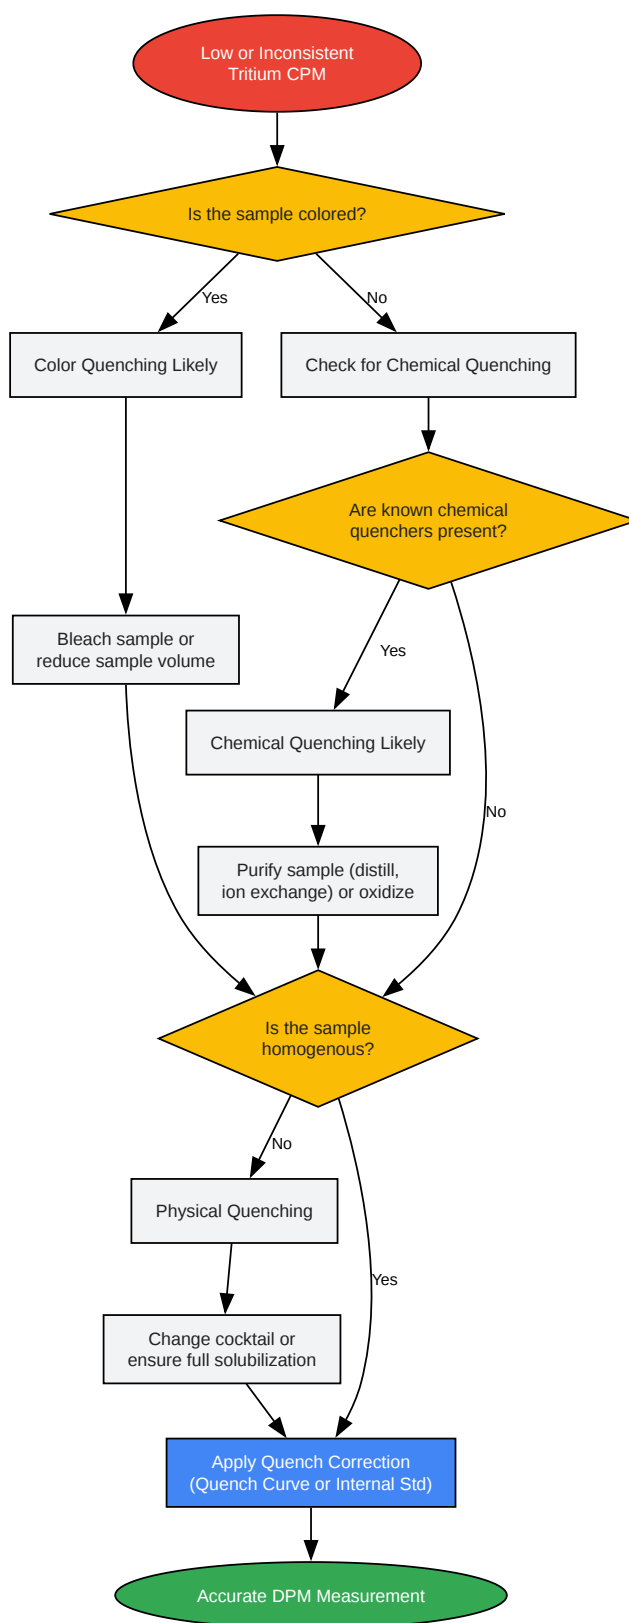 Low or Inconsistent
Tritium CPM
Is the sample colored?
Yes
No
Color Quenching Likely
Check for Chemical Quenching
Are known chemical
quenchers present?
Bleach sample or
reduce sample volume
Yes
Chemical Quenching Likely
No
Purify sample (distill,
ion exchange) or oxidize
Is the sample
homogenous?
No
Physical Quenching
Yes
Change cocktail or
ensure full solubilization
Apply Quench Correction
(Quench Curve or Internal Std)
Accurate DPM Measurement